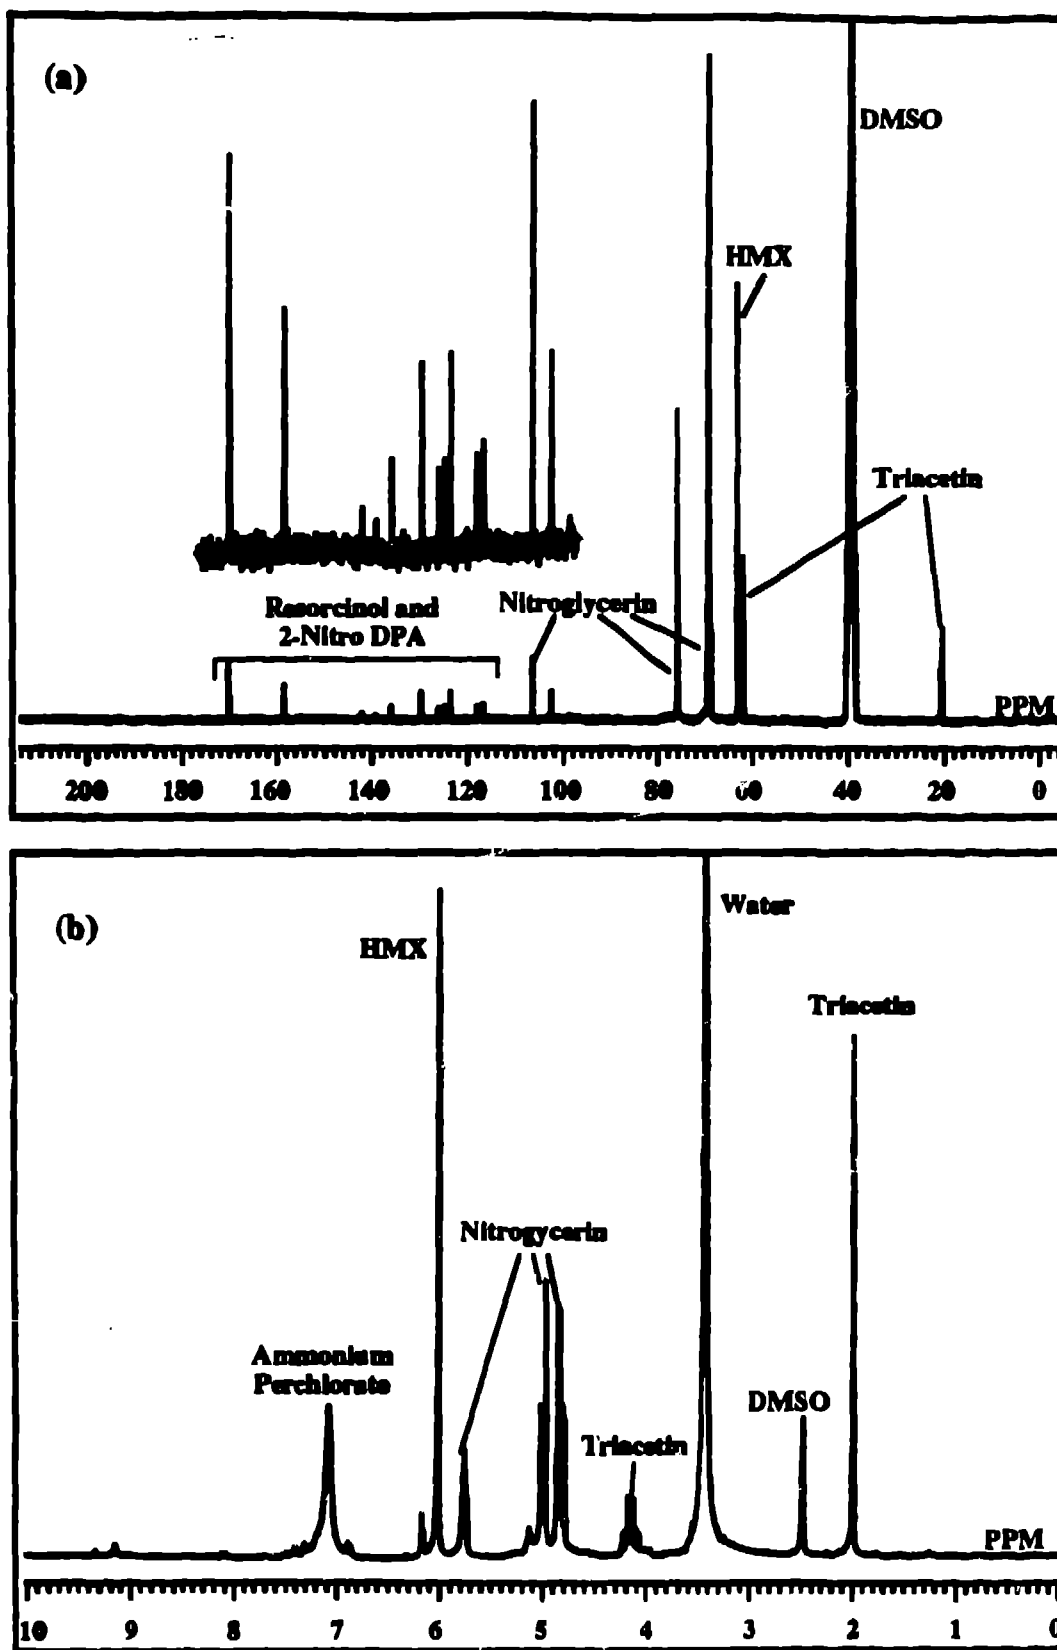 (a)
DMSO
HMX
Triacetin
Resorcinol and
2-Nitro DPA
Nitroglycerin
PPM
200 180 160 140 120 100 80 60 40 20 0
(b)
HMX
Water
Triacetin
Nitrogycerin
Ammonium
Perchlorate
Triacetin
DMSO
PPM
10 9 8 7 6 5 4 3 2 1 0